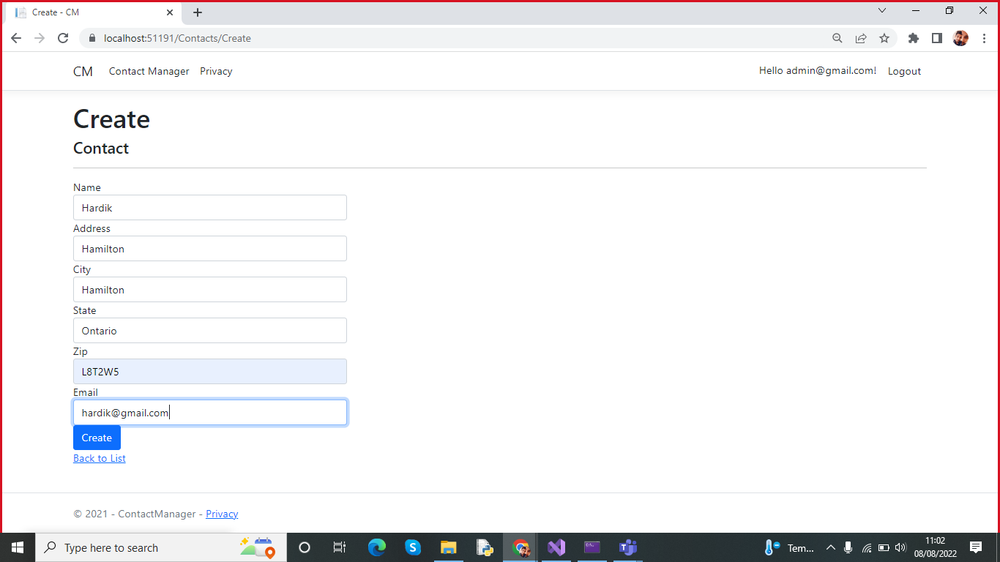 Create - CM
localhost:51191/Contacts/Create
CM Contact Manager Privacy Hello admin@gmail.com! Logout
Create
Contact
Name
Hardik
Address
Hamilton
City
Hamilton
State
Ontario
Zip
L8T2W5
Email
hardik@gmail.com
Create
Back to List
© 2021 - ContactManager - Privacy
Type here to search Tem... 11:02
08/08/2022